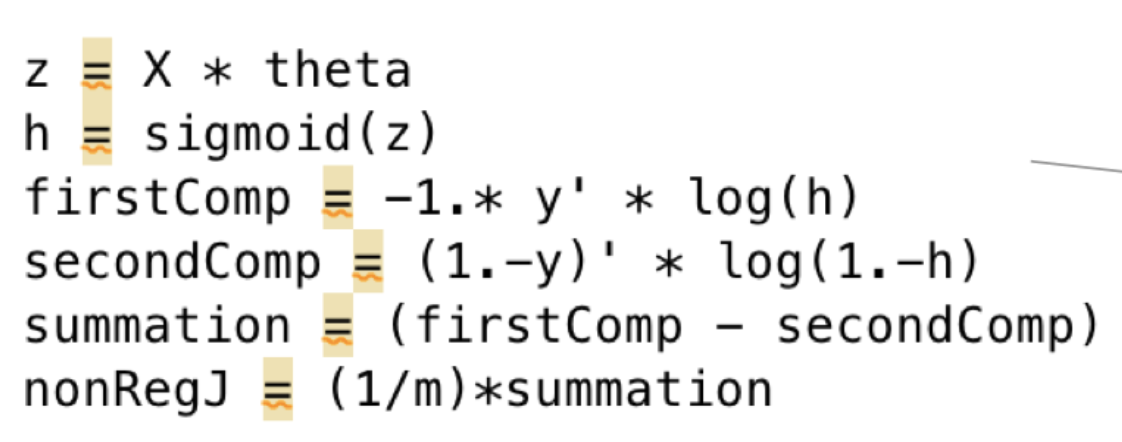 z = X * theta
h = sigmoid(z)
firstComp = -1.* y' * log(h)
secondComp = (1.-y)' * log(1.-h)
summation = (firstComp - secondComp)
nonRegJ = (1/m)*summation